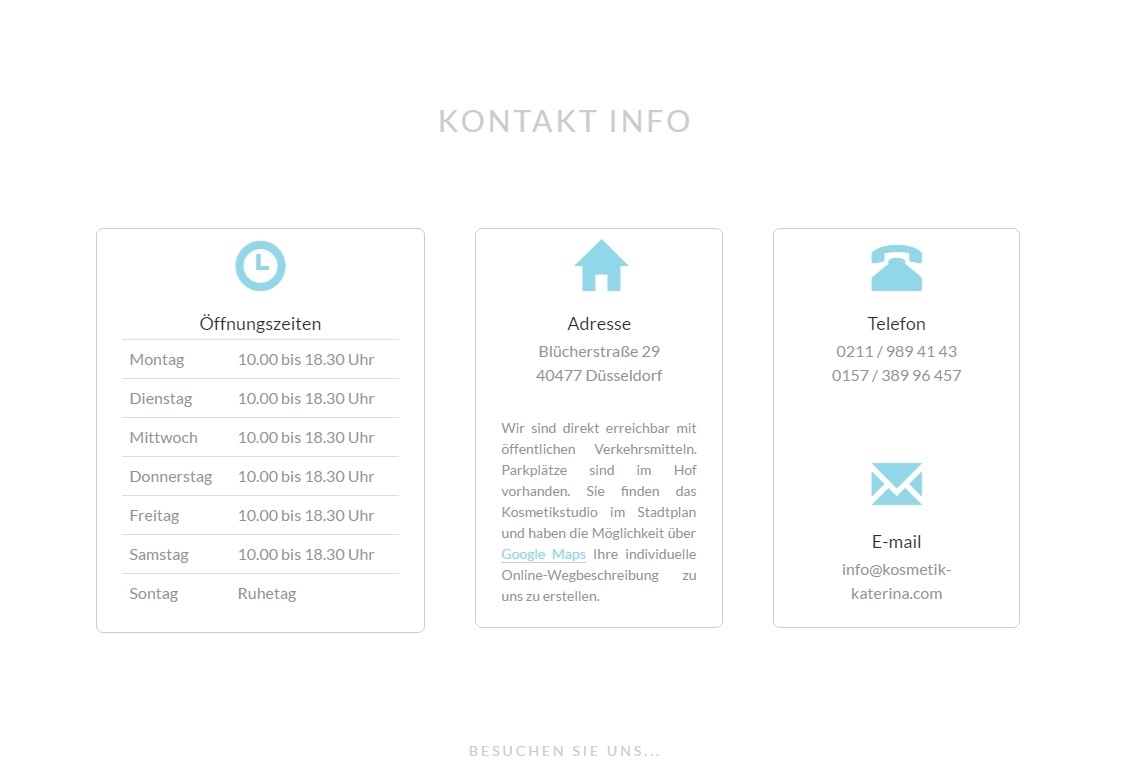 KONTAKT INFO
Öffnungszeiten
Montag 10.00 bis 18.30 Uhr
Dienstag 10.00 bis 18.30 Uhr
Mittwoch 10.00 bis 18.30 Uhr
Donnerstag 10.00 bis 18.30 Uhr
Freitag 10.00 bis 18.30 Uhr
Samstag 10.00 bis 18.30 Uhr
Sontag Ruhetag
Adresse
Blücherstraße 29
40477 Düsseldorf
Wir sind direkt erreichbar mit
öffentlichen Verkehrsmitteln.
Parkplätze sind im Hof
vorhanden. Sie finden das
Kosmetikstudio im Stadtplan
und haben die Möglichkeit über
Google Maps Ihre individuelle
Online-Wegbeschreibung zu
uns zu erstellen.
Telefon
0211 / 989 41 43
0157 / 389 96 457
E-mail
info@kosmetik-
katerina.com
BESUCHEN SIE UNS...